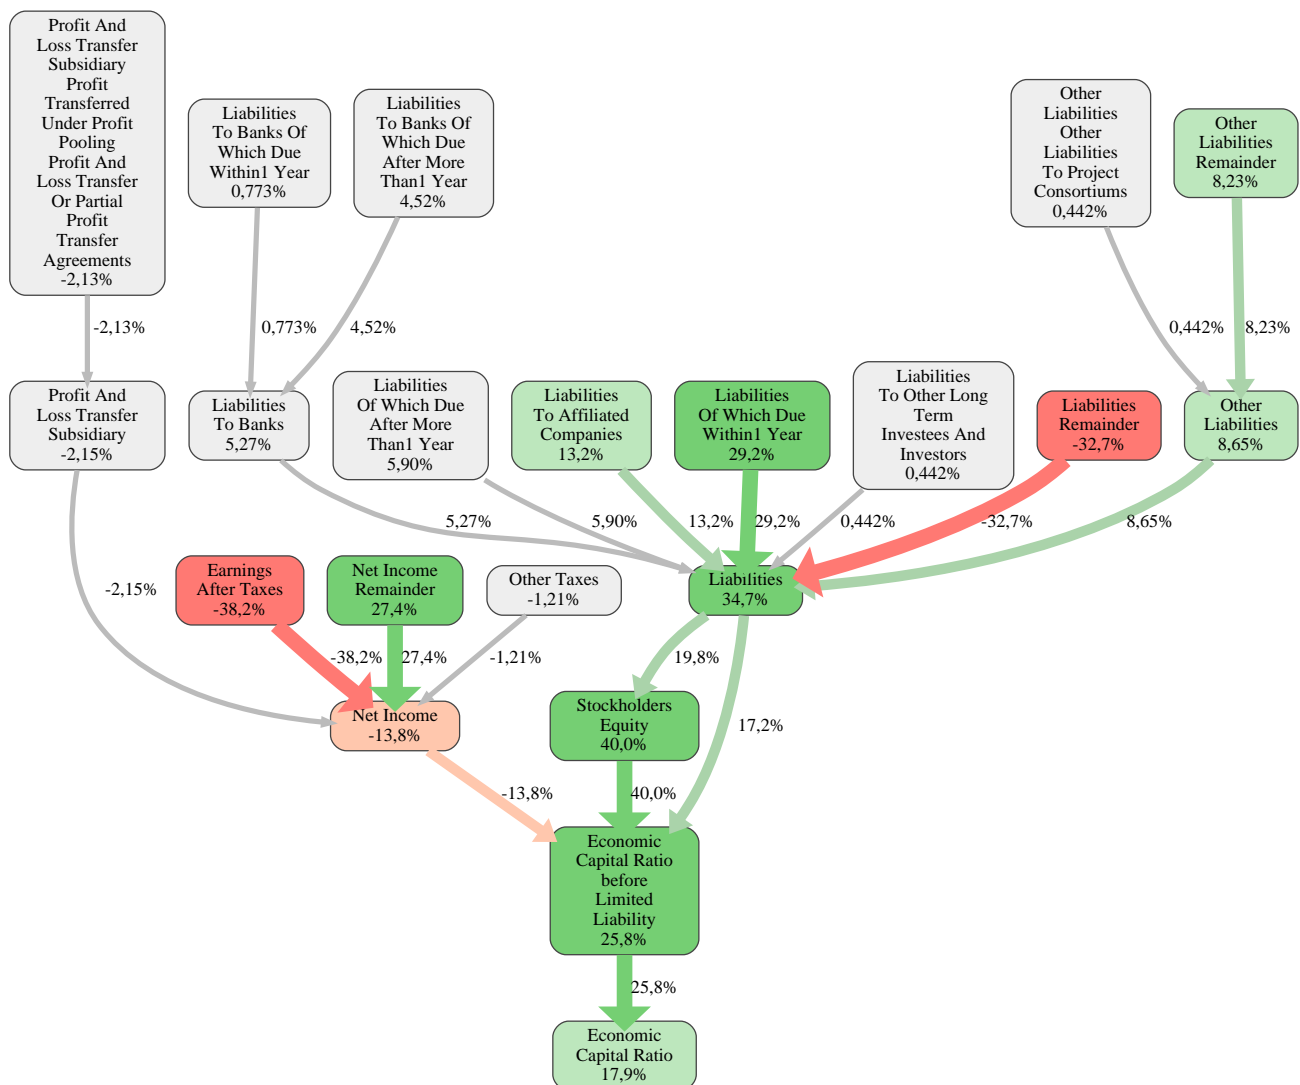 Profit And
Loss Transfer
Subsidiary
Profit
Transferred
Under Profit
Pooling
Profit And
Loss Transfer
Or Partial
Profit
Transfer
Agreements
-2,13%
Liabilities
To Banks Of
Which Due
Within1 Year
0,773%
Liabilities
To Banks Of
Which Due
After More
Than1 Year
4,52%
Other
Liabilities
Other
Liabilities
To Project
Consortiums
0,442%
Other
Liabilities
Remainder
8,23%
-2,13%
0,773%
4,52%
0,442%
8,23%
Profit And
Loss Transfer
Subsidiary
-2,15%
Liabilities
To Banks
5,27%
Liabilities
Of Which Due
After More
Than1 Year
5,90%
Liabilities
To Affiliated
Companies
13,2%
Liabilities
Of Which Due
Within1 Year
29,2%
Liabilities
To Other Long
Term
Investees And
Investors
0,442%
Liabilities
Remainder
-32,7%
Other
Liabilities
8,65%
5,27%
5,90%
13,2%
29,2%
0,442%
-32,7%
8,65%
-2,15%
Earnings
After Taxes
-38,2%
Net Income
Remainder
27,4%
Other Taxes
-1,21%
Liabilities
34,7%
-38,2%
27,4%
-1,21%
19,8%
17,2%
Net Income
-13,8%
Stockholders
Equity
40,0%
-13,8%
40,0%
Economic
Capital Ratio
before
Limited
Liability
25,8%
25,8%
Economic
Capital Ratio
17,9%